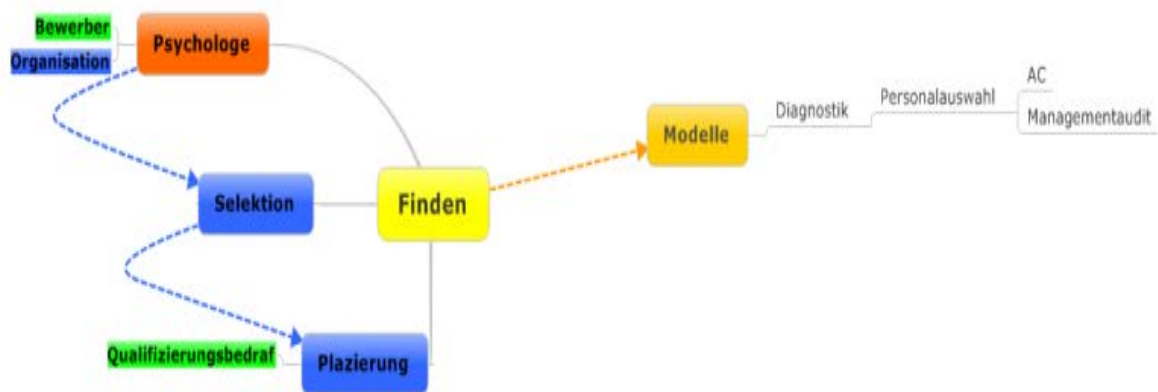 Bewerber
Organisation
Psychologe
Selektion
Finden
Qualifizierungsbedraf
Plazierung
Modelle
Diagnostik
Personalauswahl
AC
Managementaudit